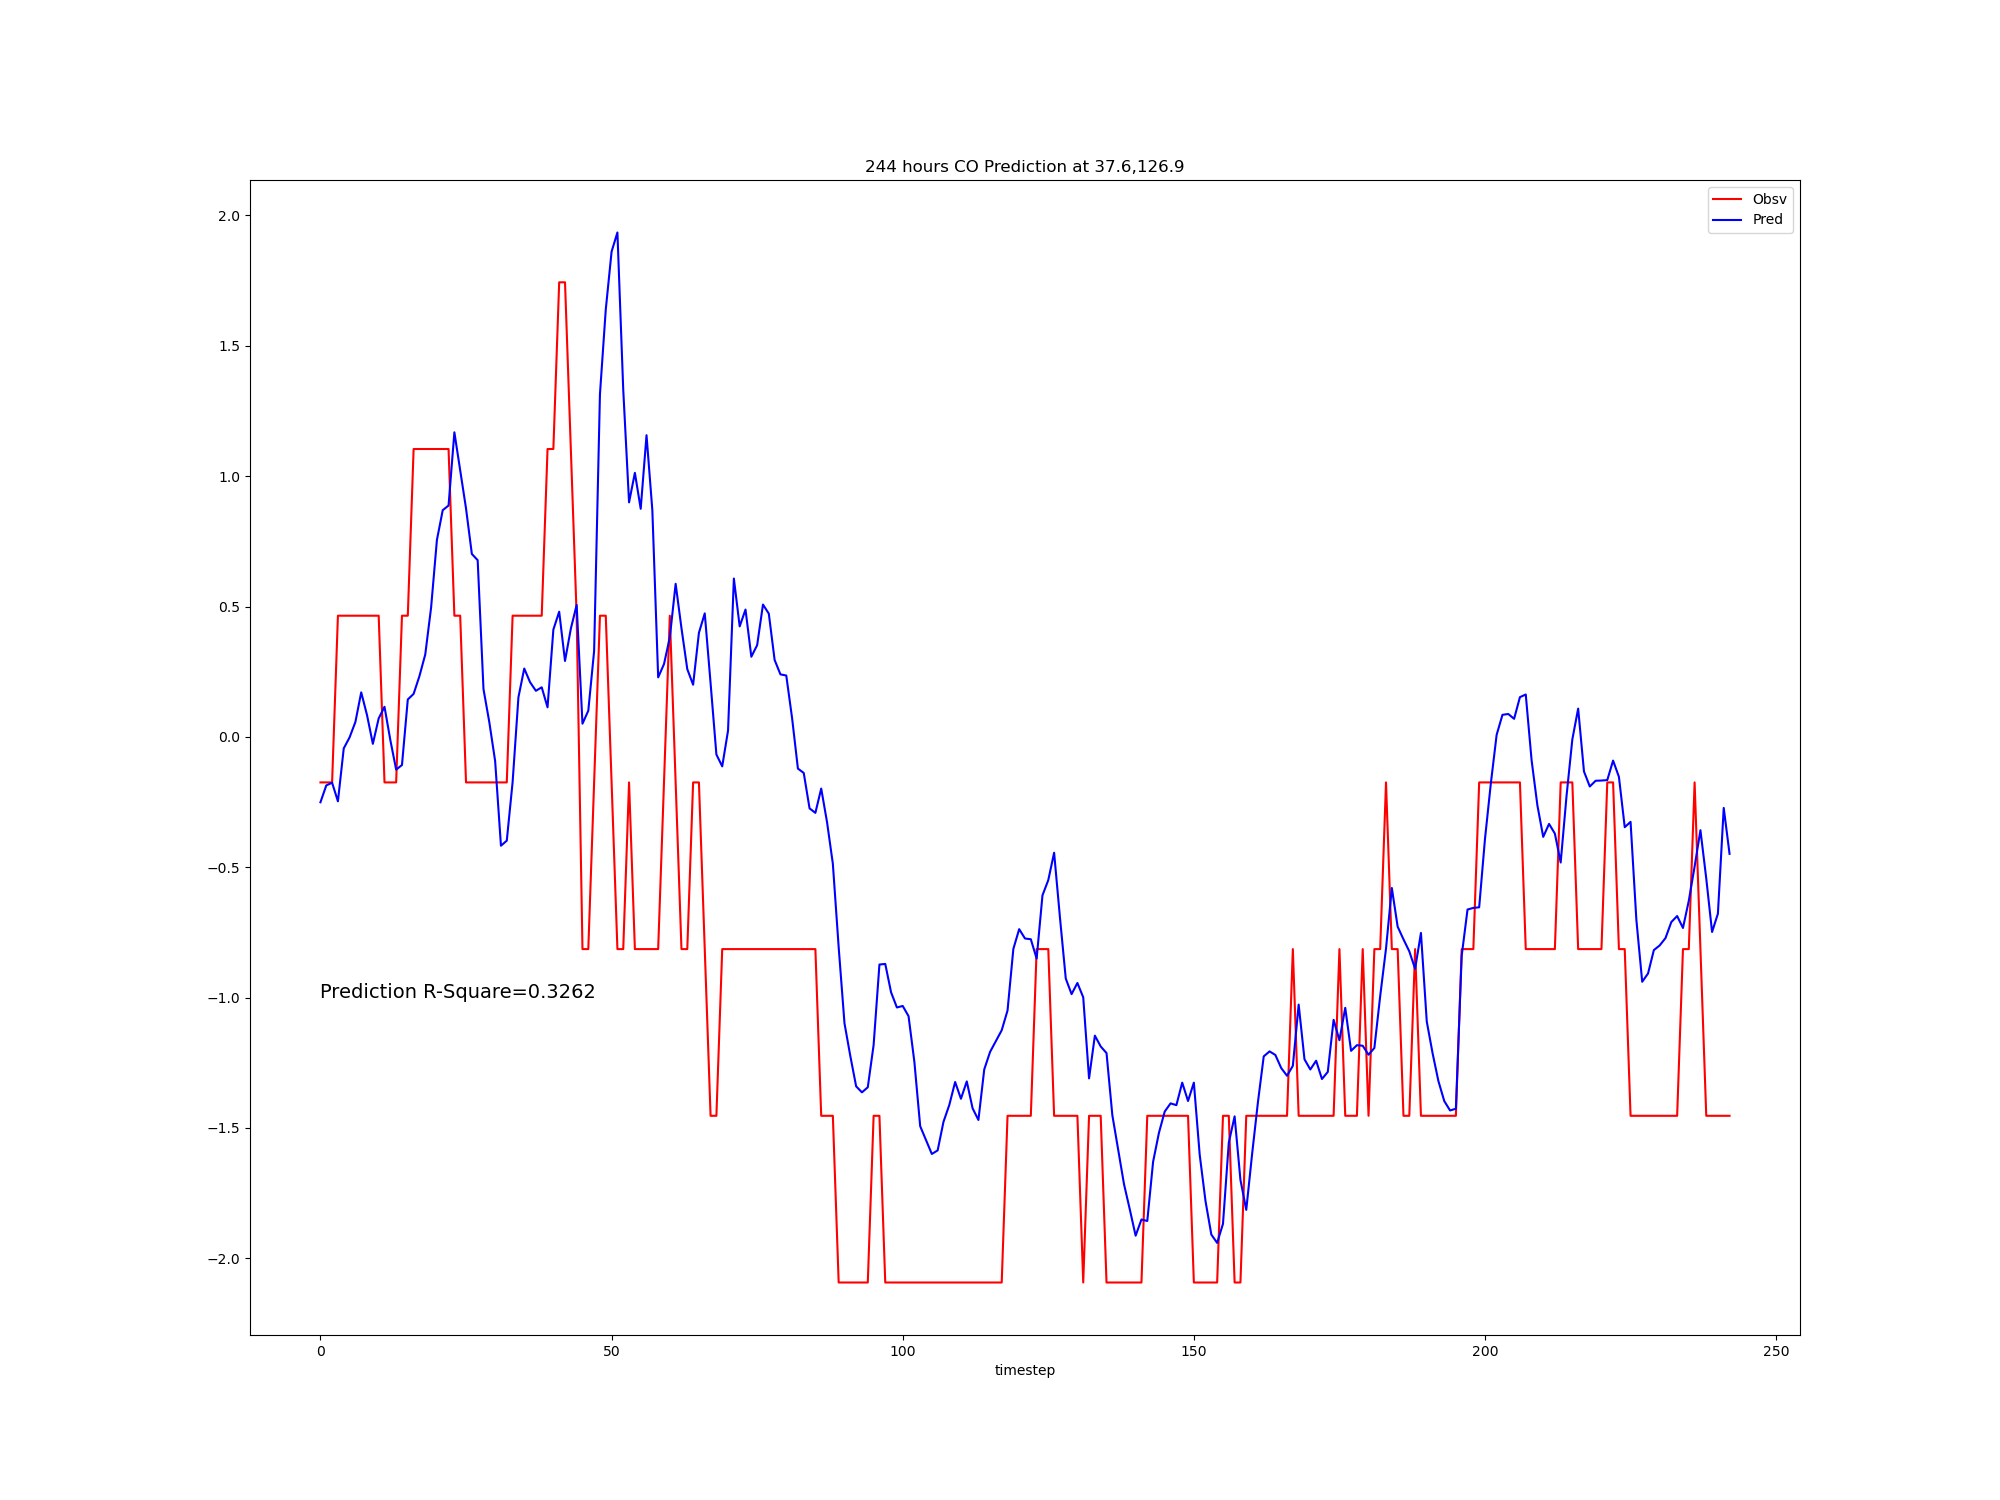 244 hours CO Prediction at 37.6,126.9
Obsv
Pred
2.0
1.5
1.0
0.5
0.0
−0.5
−1.0
−1.5
−2.0
Prediction R-Square=0.3262
0 50 100 150 200 250
timestep